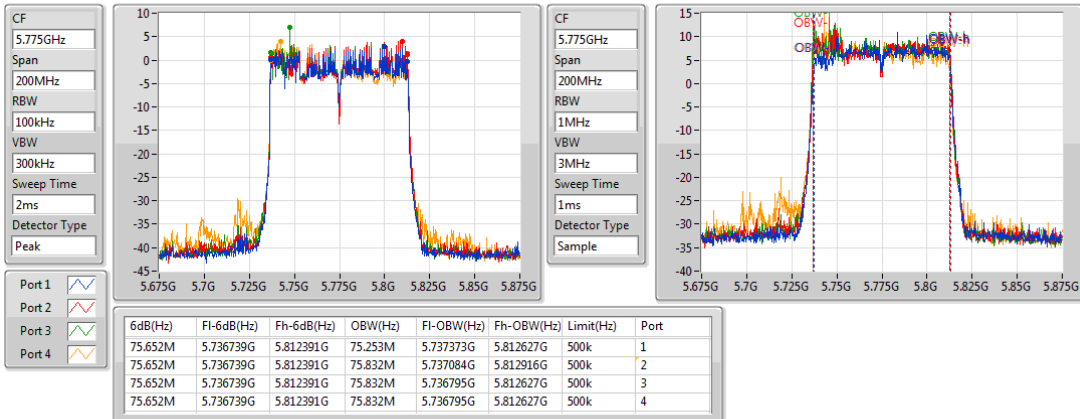 CF
5.775GHz
Span
200MHz
RBW
100kHz
VBW
300kHz
Sweep Time
2ms
Detector Type
Peak
10
5
0
-5
-10
-15
-20
-25
-30
-35
-40
-45
5.675G 5.7G 5.75G 5.775G 5.8G 5.825G 5.875G
CF
5.775GHz
Span
200MHz
RBW
1MHz
VBW
3MHz
Sweep Time
1ms
Detector Type
Sample
15
10
5
0
-5
-10
-15
-20
-25
-30
-35
-40
OBW-h
5.675G 5.7G 5.75G 5.775G 5.8G 5.825G 5.875G
Port 1
Port 2
Port 3
Port 4
6dB(Hz) Fl-6dB(Hz) Fh-6dB(Hz) OBW(Hz) Fl-OBW(Hz) Fh-OBW(Hz) Limit(Hz) Port
75.652M 5.736739G 5.812391G 75.253M 5.737373G 5.812627G 500k 1
75.652M 5.736739G 5.812391G 75.832M 5.737084G 5.812916G 500k 2
75.652M 5.736739G 5.812391G 75.832M 5.736795G 5.812627G 500k 3
75.652M 5.736739G 5.812391G 75.832M 5.736795G 5.812627G 500k 4